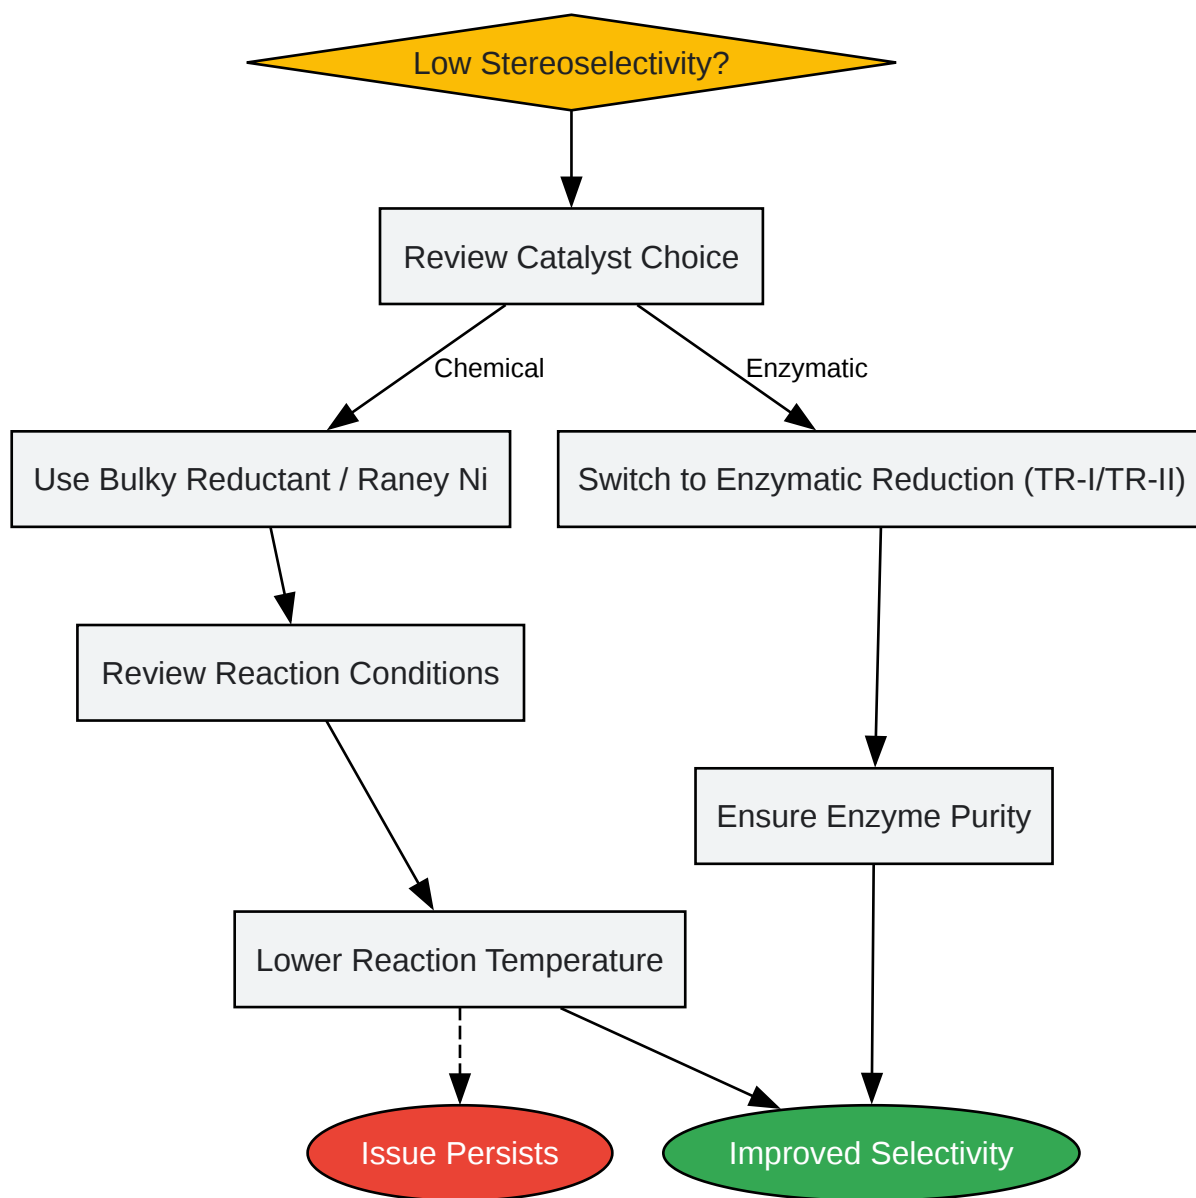 Low Stereoselectivity?
Review Catalyst Choice
Chemical
Enzymatic
Use Bulky Reductant / Raney Ni
Switch to Enzymatic Reduction (TR-I/TR-II)
Review Reaction Conditions
Ensure Enzyme Purity
Lower Reaction Temperature
Issue Persists
Improved Selectivity